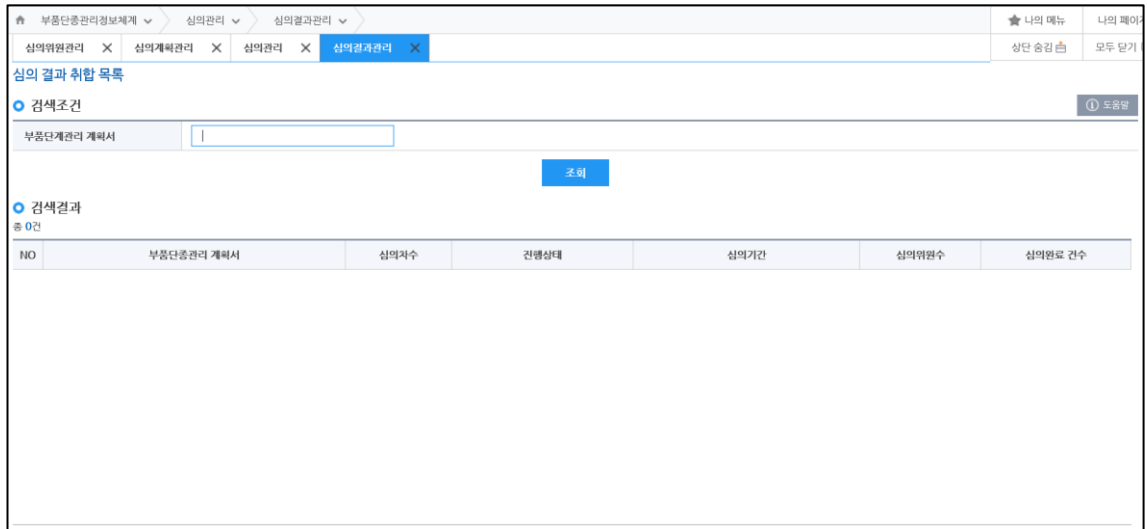 부품단종관리정보체계 심의관리 심의결과관리 나의 메뉴 나의 페이지
심의위원관리 심의계획관리 심의관리 심의결과관리 상단 숨김 모두 닫기
심의 결과 취합 목록
검색조건 도움말
부품단계관리 계획서
조회
검색결과
총 0건
NO 부품단종관리 계획서 심의차수 진행상태 심의기간 심의위원수 심의완료 건수